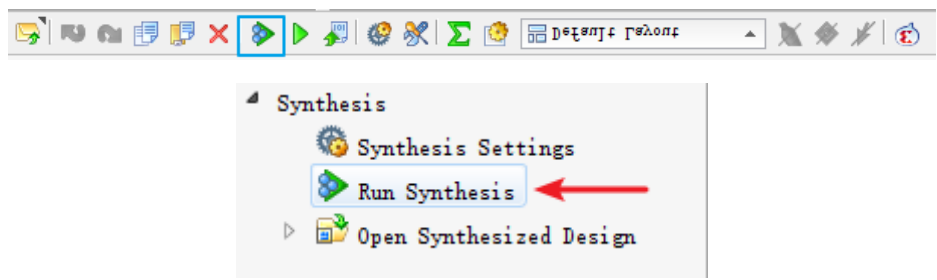 Default Layout
Synthesis
Synthesis Settings
Run Synthesis
Open Synthesized Design